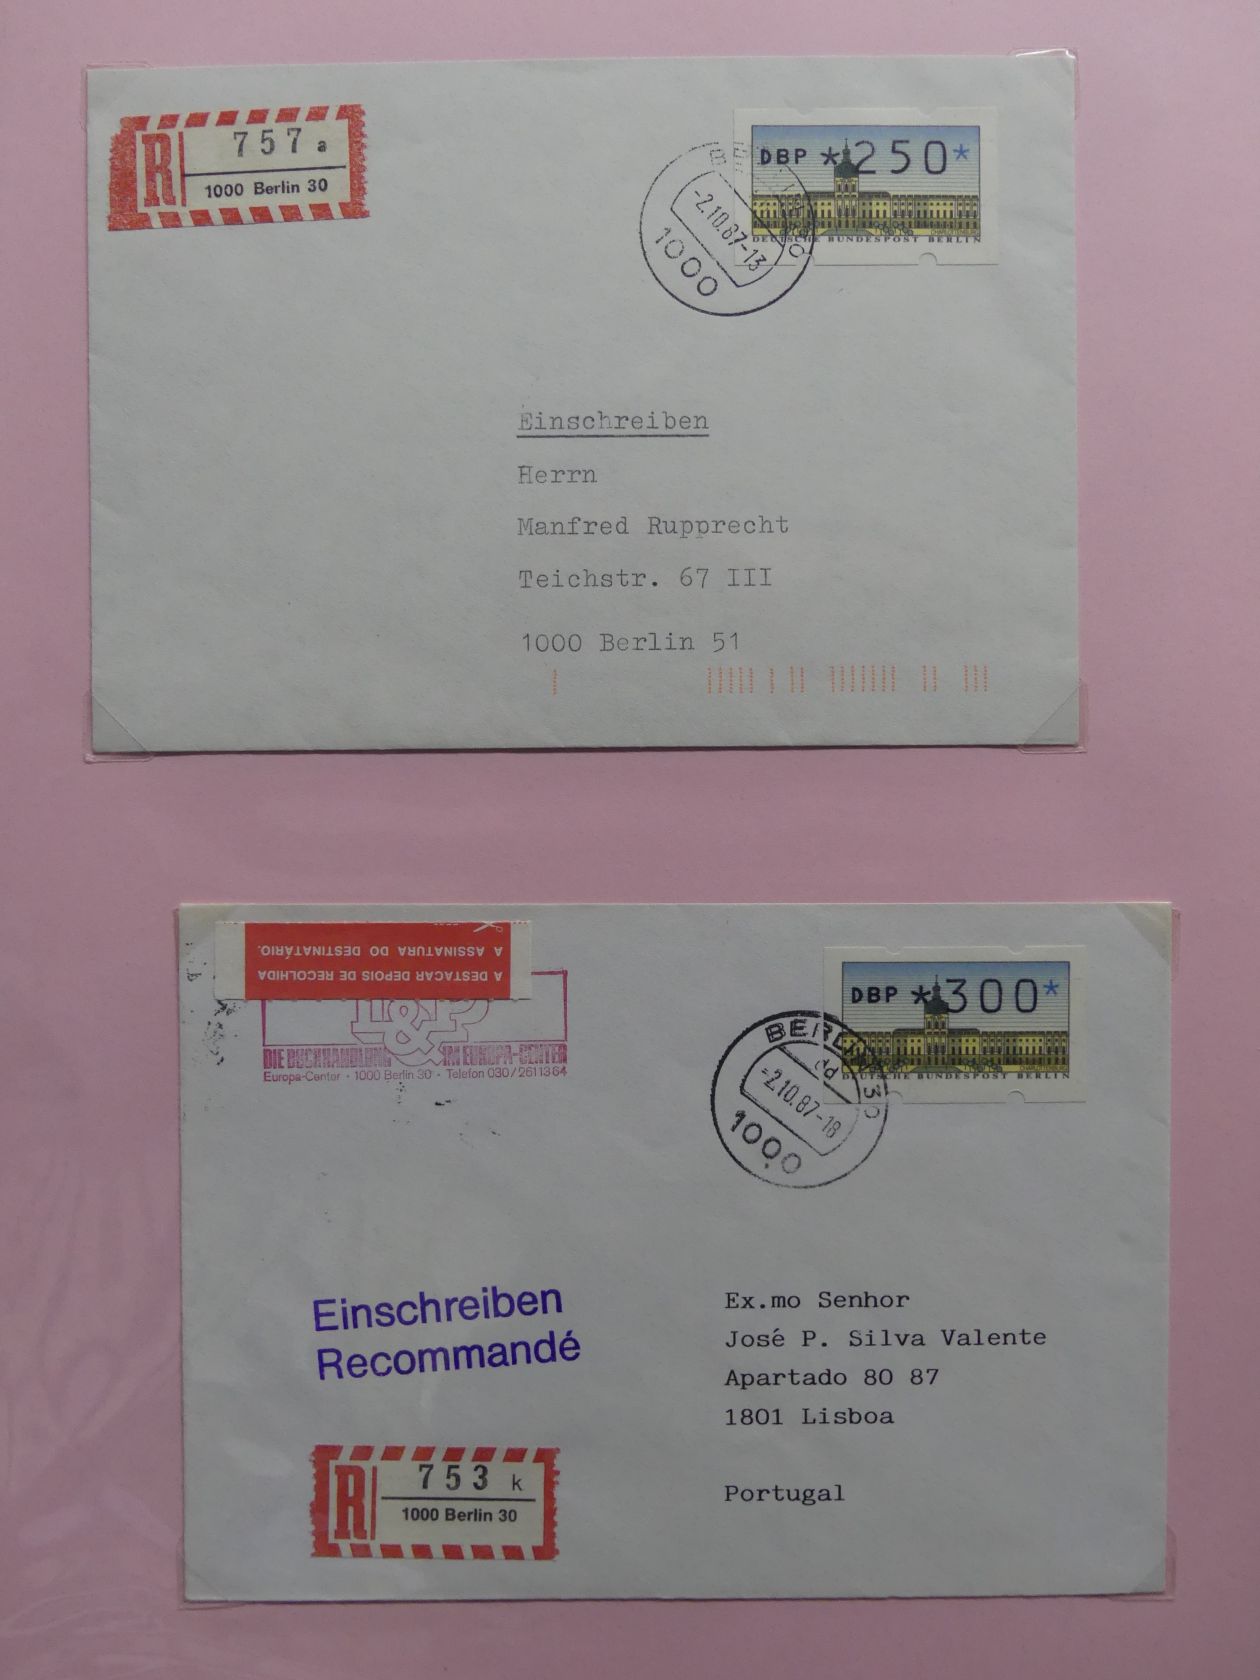 R 757 a
1000 Berlin 30
DBP *250*
CHARLOTTENBURG
DEUTSCHE BUNDESPOST BERLIN
-2.10.87-13
1000
Einschreiben
Herrn
Manfred Rupprecht
Teichstr. 67 III
1000 Berlin 51
A DESTACAR DEPOIS DE RECOLHIDA
A ASSINATURA DO DESTINATÁRIO.
H&P
DIE BUCHHANDLUNG IM EUROPA-CENTER
Europa-Center · 1000 Berlin 30 · Telefon 030/2611364
DBP *300*
CHARLOTTENBURG
DEUTSCHE BUNDESPOST BERLIN
BERLIN 30
dd
-2.10.87-18
1000
Einschreiben
Recommandé
Ex.mo Senhor
José P. Silva Valente
Apartado 80 87
1801 Lisboa
Portugal
R 753 k
1000 Berlin 30